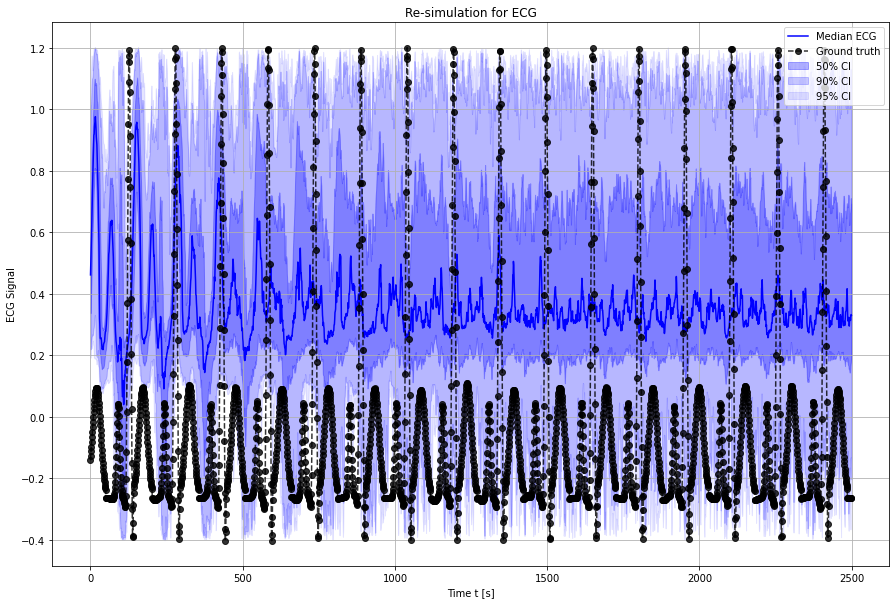 Re-simulation for ECG
Median ECG
Ground truth
50% CI
90% CI
95% CI
ECG Signal
1.2
1.0
0.8
0.6
0.4
0.2
0.0
−0.2
−0.4
0
500
1000
1500
2000
2500
Time t [s]